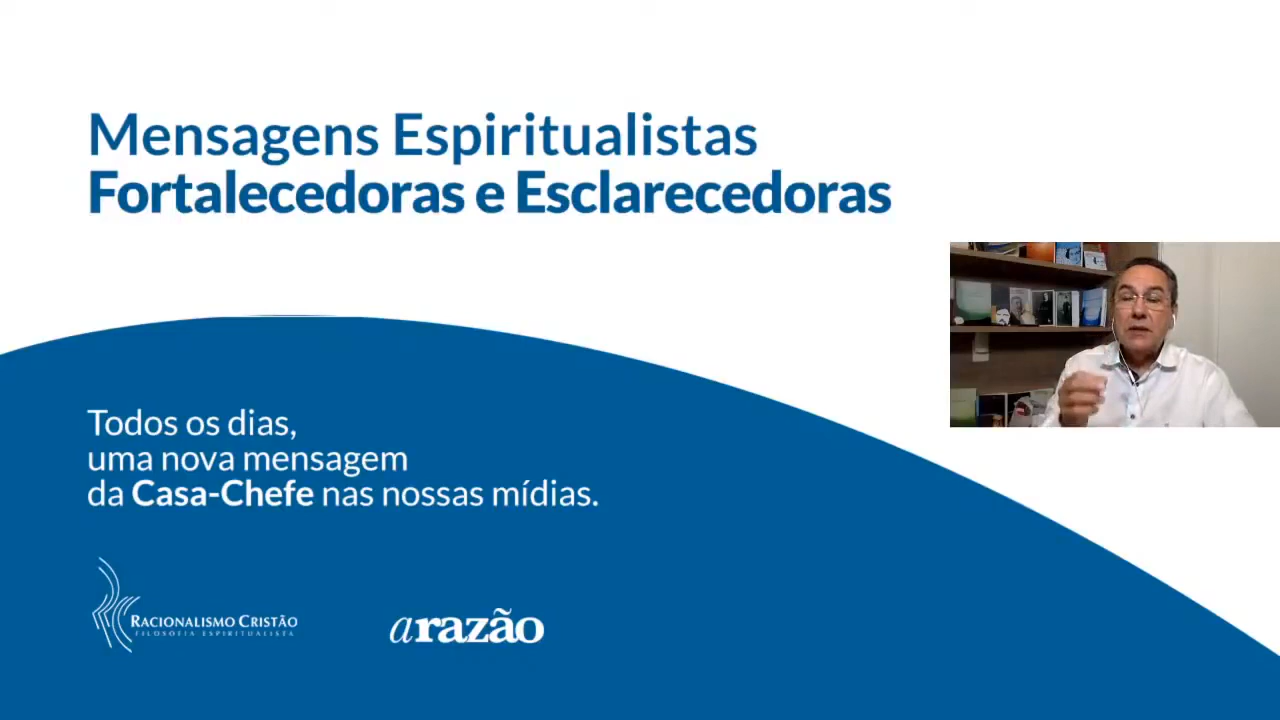 Mensagens Espiritualistas
Fortalecedoras e Esclarecedoras
Todos os dias,
uma nova mensagem
da Casa-Chefe nas nossas mídias.
RACIONALISMO CRISTÃO
FILOSOFIA ESPIRITUALISTA
arazão